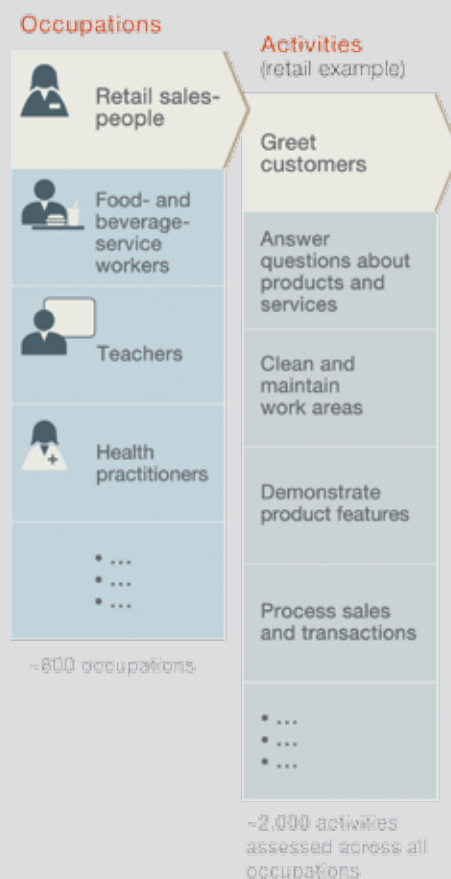 Occupations
Retail sales-
people
Food- and
beverage-
service
workers
Teachers
Health
practitioners
• ...
• ...
• ...
~800 occupations
Activities
(retail example)
Greet
customers
Answer
questions about
products and
services
Clean and
maintain
work areas
Demonstrate
product features
Process sales
and transactions
• ...
• ...
• ...
~2,000 activities
assessed across all
occupations